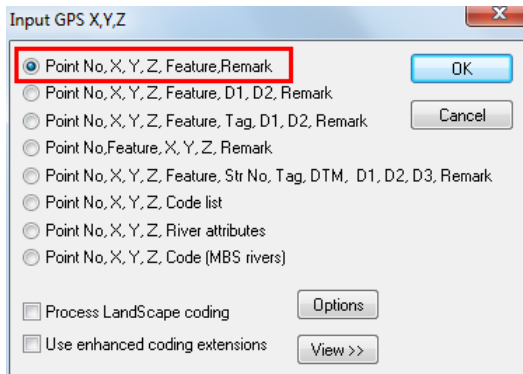 Input GPS X,Y,Z
Point No, X, Y, Z, Feature,Remark
OK
Point No, X, Y, Z, Feature, D1, D2, Remark
Point No, X, Y, Z, Feature, Tag, D1, D2, Remark
Cancel
Point No,Feature, X, Y, Z, Remark
Point No, X, Y, Z, Feature, Str No, Tag, DTM, D1, D2, D3, Remark
Point No, X, Y, Z, Code list
Point No, X, Y, Z, River attributes
Point No, X, Y, Z, Code (MBS rivers)
Process LandScape coding
Options
Use enhanced coding extensions
View >>